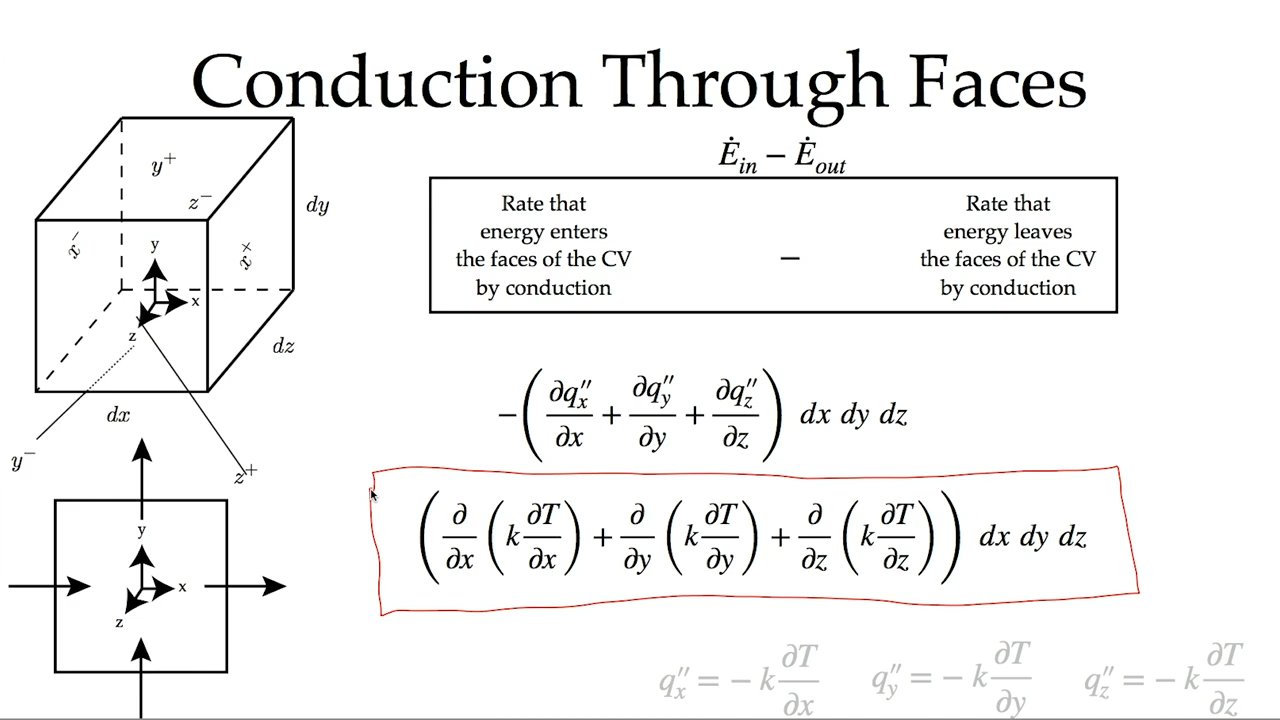 Conduction Through Faces
Ė_in − Ė_out
Rate that
energy enters
the faces of the CV
by conduction
−
Rate that
energy leaves
the faces of the CV
by conduction
y⁺
z⁻
dy
x⁻
x⁺
y
x
z
dz
dx
y⁻
z⁺
−(∂q″_x/∂x + ∂q″_y/∂y + ∂q″_z/∂z) dx dy dz
(∂/∂x (k ∂T/∂x) + ∂/∂y (k ∂T/∂y) + ∂/∂z (k ∂T/∂z)) dx dy dz
y
x
z
q″_x = − k ∂T/∂x
q″_y = − k ∂T/∂y
q″_z = − k ∂T/∂z